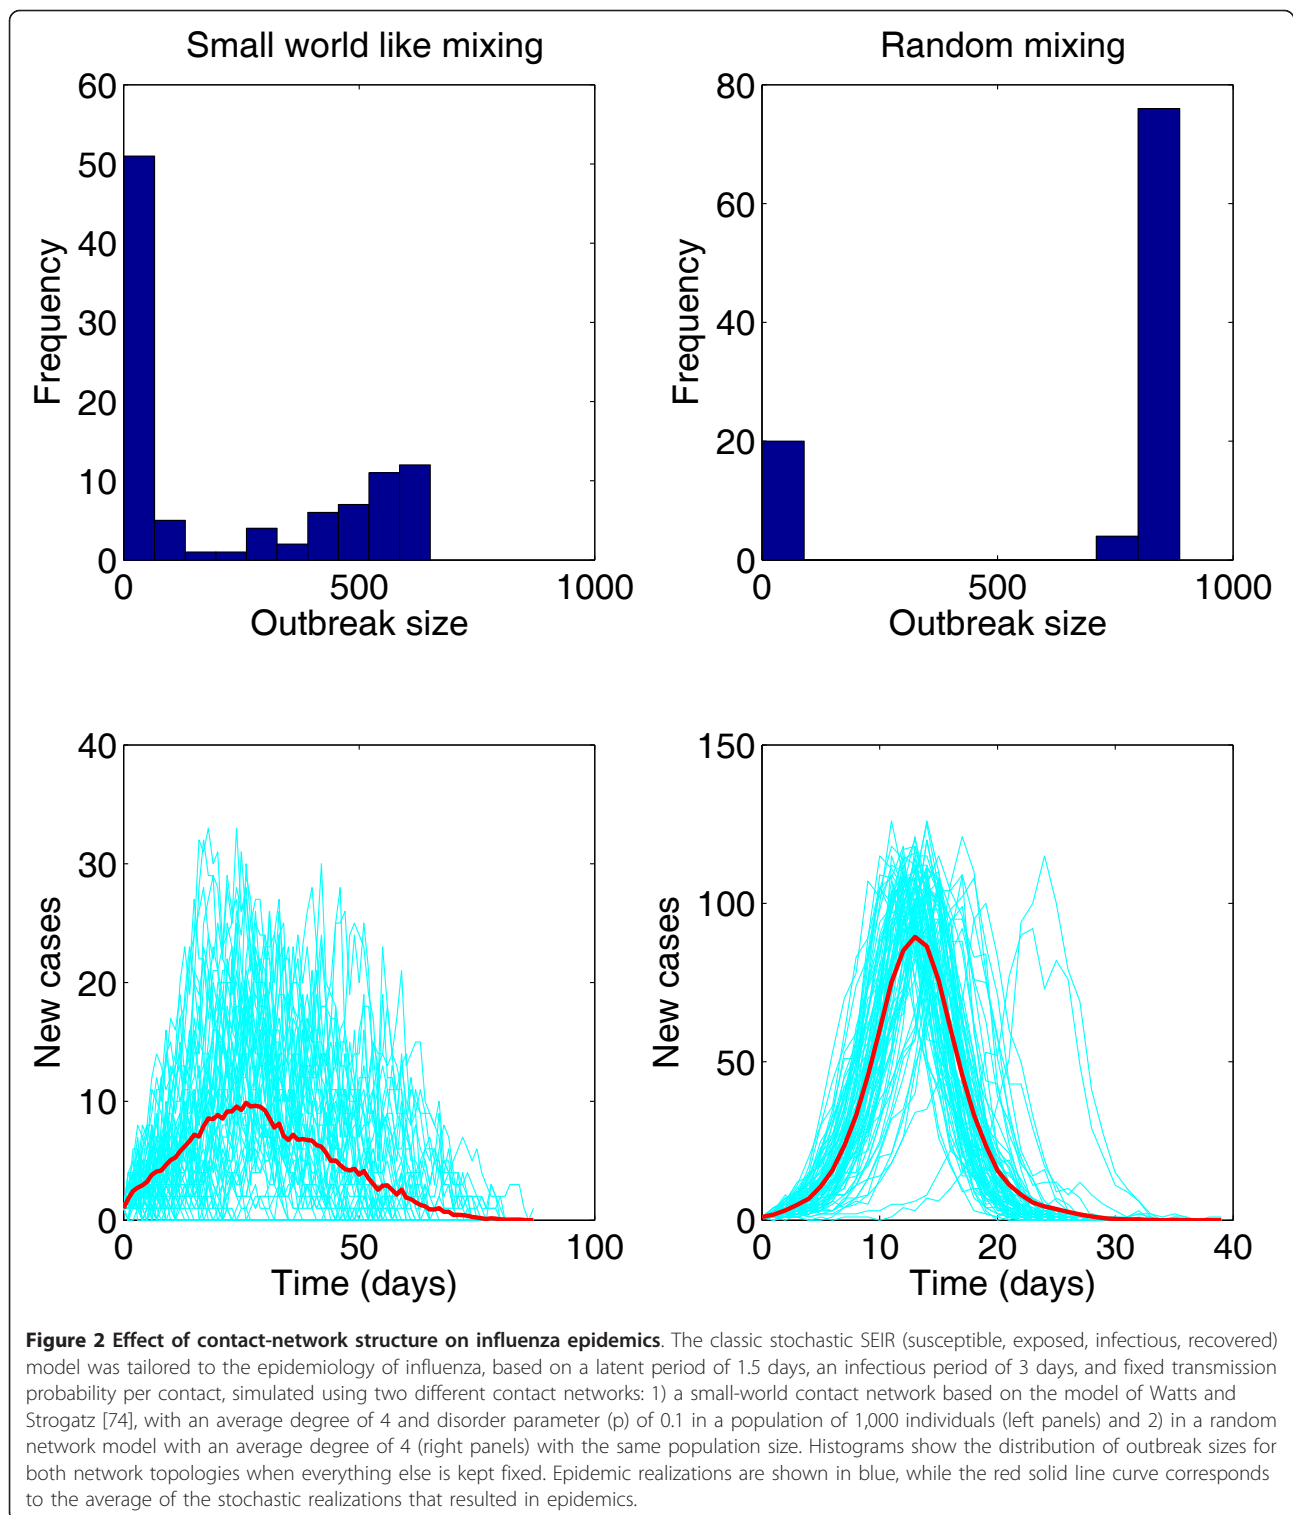 Small world like mixing
Random mixing
60
50
40
30
20
10
0
Frequency
0 500 1000
Outbreak size
80
60
40
20
0
Frequency
0 500 1000
Outbreak size
40
30
20
10
0
New cases
0 50 100
Time (days)
150
100
50
0
New cases
0 10 20 30 40
Time (days)
Figure 2 Effect of contact-network structure on influenza epidemics. The classic stochastic SEIR (susceptible, exposed, infectious, recovered)
model was tailored to the epidemiology of influenza, based on a latent period of 1.5 days, an infectious period of 3 days, and fixed transmission
probability per contact, simulated using two different contact networks: 1) a small-world contact network based on the model of Watts and
Strogatz [74], with an average degree of 4 and disorder parameter (p) of 0.1 in a population of 1,000 individuals (left panels) and 2) in a random
network model with an average degree of 4 (right panels) with the same population size. Histograms show the distribution of outbreak sizes for
both network topologies when everything else is kept fixed. Epidemic realizations are shown in blue, while the red solid line curve corresponds
to the average of the stochastic realizations that resulted in epidemics.